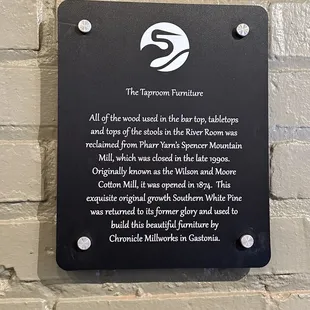 5
The Taproom Furniture
All of the wood used in the bar top, tabletops
and tops of the stools in the River Room was
reclaimed from Pharr Yarn's Spencer Mountain
Mill, which was closed in the late 1990s.
Originally known as the Wilson and Moore
Cotton Mill, it was opened in 1874. This
exquisite original growth Southern White Pine
was returned to its former glory and used to
build this beautiful furniture by
Chronicle Millworks in Gastonia.